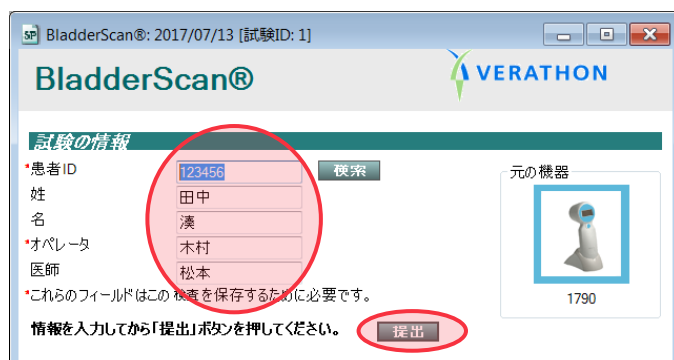 BladderScan®: 2017/07/13 [試験ID: 1]
BladderScan®
VERATHON
試験の情報
*患者ID 123456 検索
元の機器
姓 田中
名 湊
*オペレータ 木村
医師 松本
*これらのフィールドはこの検査を保存するために必要です。
1790
情報を入力してから「提出」ボタンを押してください。 提出